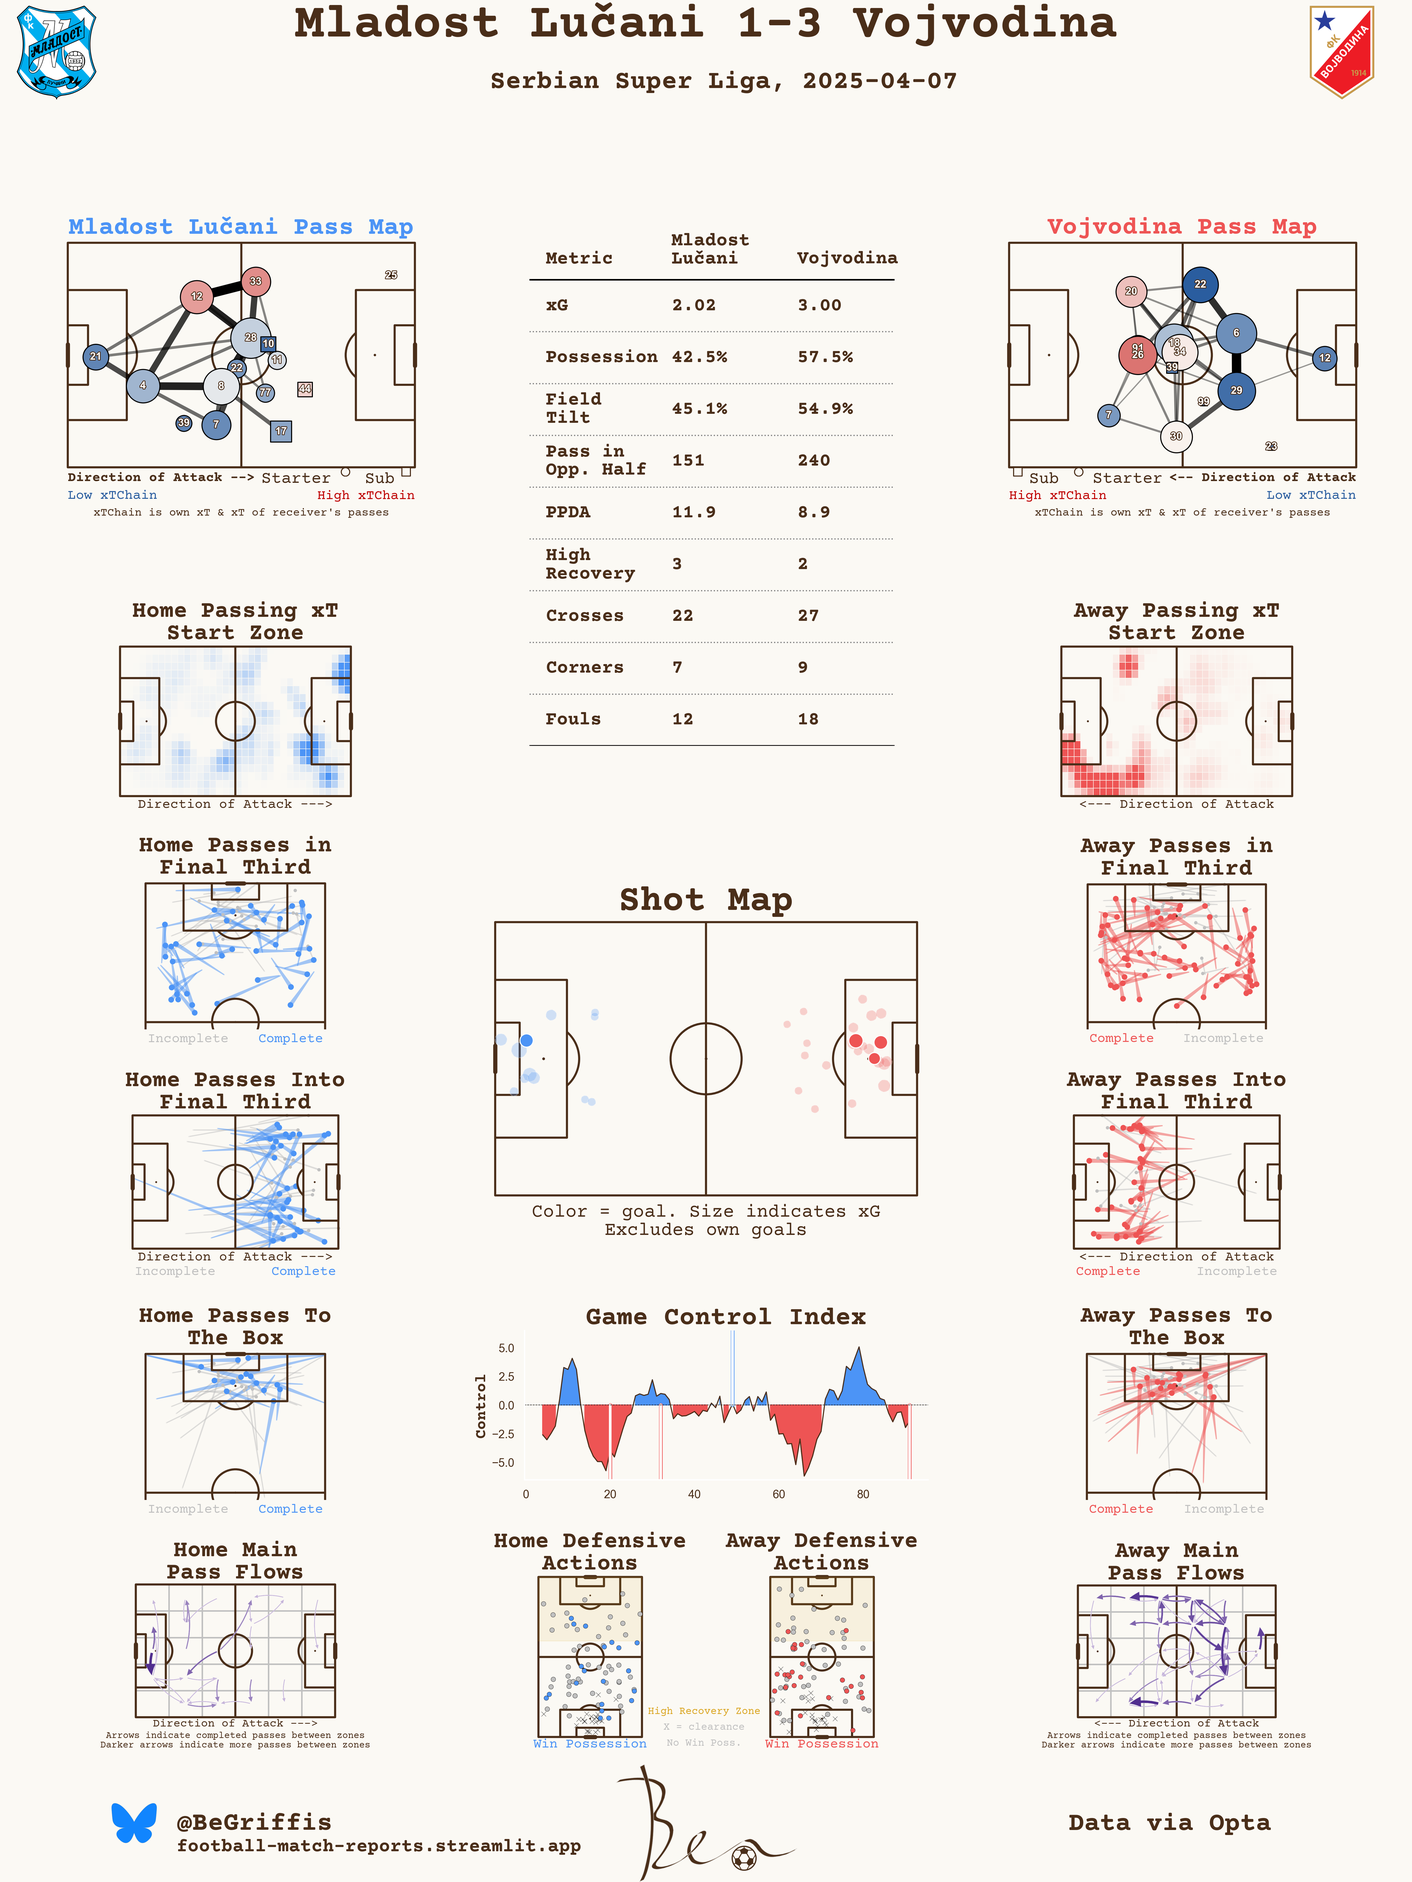 Mladost Lučani 1-3 Vojvodina
Serbian Super Liga, 2025-04-07
ФК
МЛАДОСТ
ЛУЧАНИ
ФК
ВОЈВОДИНА
1914
Mladost Lučani Pass Map
12
33
25
28
10
11
21
22
4
8
77
44
39
7
17
Direction of Attack --> Starter Sub
Low xTChain High xTChain
xTChain is own xT & xT of receiver's passes
Metric Mladost Lučani Vojvodina
xG 2.02 3.00
Possession 42.5% 57.5%
Field Tilt 45.1% 54.9%
Pass in Opp. Half 151 240
PPDA 11.9 8.9
High Recovery 3 2
Crosses 22 27
Corners 7 9
Fouls 12 18
Vojvodina Pass Map
20
22
6
18
91
34
26
12
39
29
99
7
30
23
Sub Starter <-- Direction of Attack
High xTChain Low xTChain
xTChain is own xT & xT of receiver's passes
Home Passing xT
Start Zone
Direction of Attack --->
Away Passing xT
Start Zone
<--- Direction of Attack
Home Passes in
Final Third
Incomplete Complete
Away Passes in
Final Third
Complete Incomplete
Shot Map
Color = goal. Size indicates xG
Excludes own goals
Home Passes Into
Final Third
Direction of Attack --->
Incomplete Complete
Away Passes Into
Final Third
<--- Direction of Attack
Complete Incomplete
Home Passes To
The Box
Incomplete Complete
Game Control Index
Control
5.0
2.5
0.0
−2.5
−5.0
0 20 40 60 80
Away Passes To
The Box
Complete Incomplete
Home Main
Pass Flows
Direction of Attack --->
Arrows indicate completed passes between zones
Darker arrows indicate more passes between zones
Home Defensive
Actions
Win Possession
Away Defensive
Actions
Win Possession
High Recovery Zone
X = clearance
No Win Poss.
Away Main
Pass Flows
<--- Direction of Attack
Arrows indicate completed passes between zones
Darker arrows indicate more passes between zones
@BeGriffis
football-match-reports.streamlit.app
Ben
Data via Opta